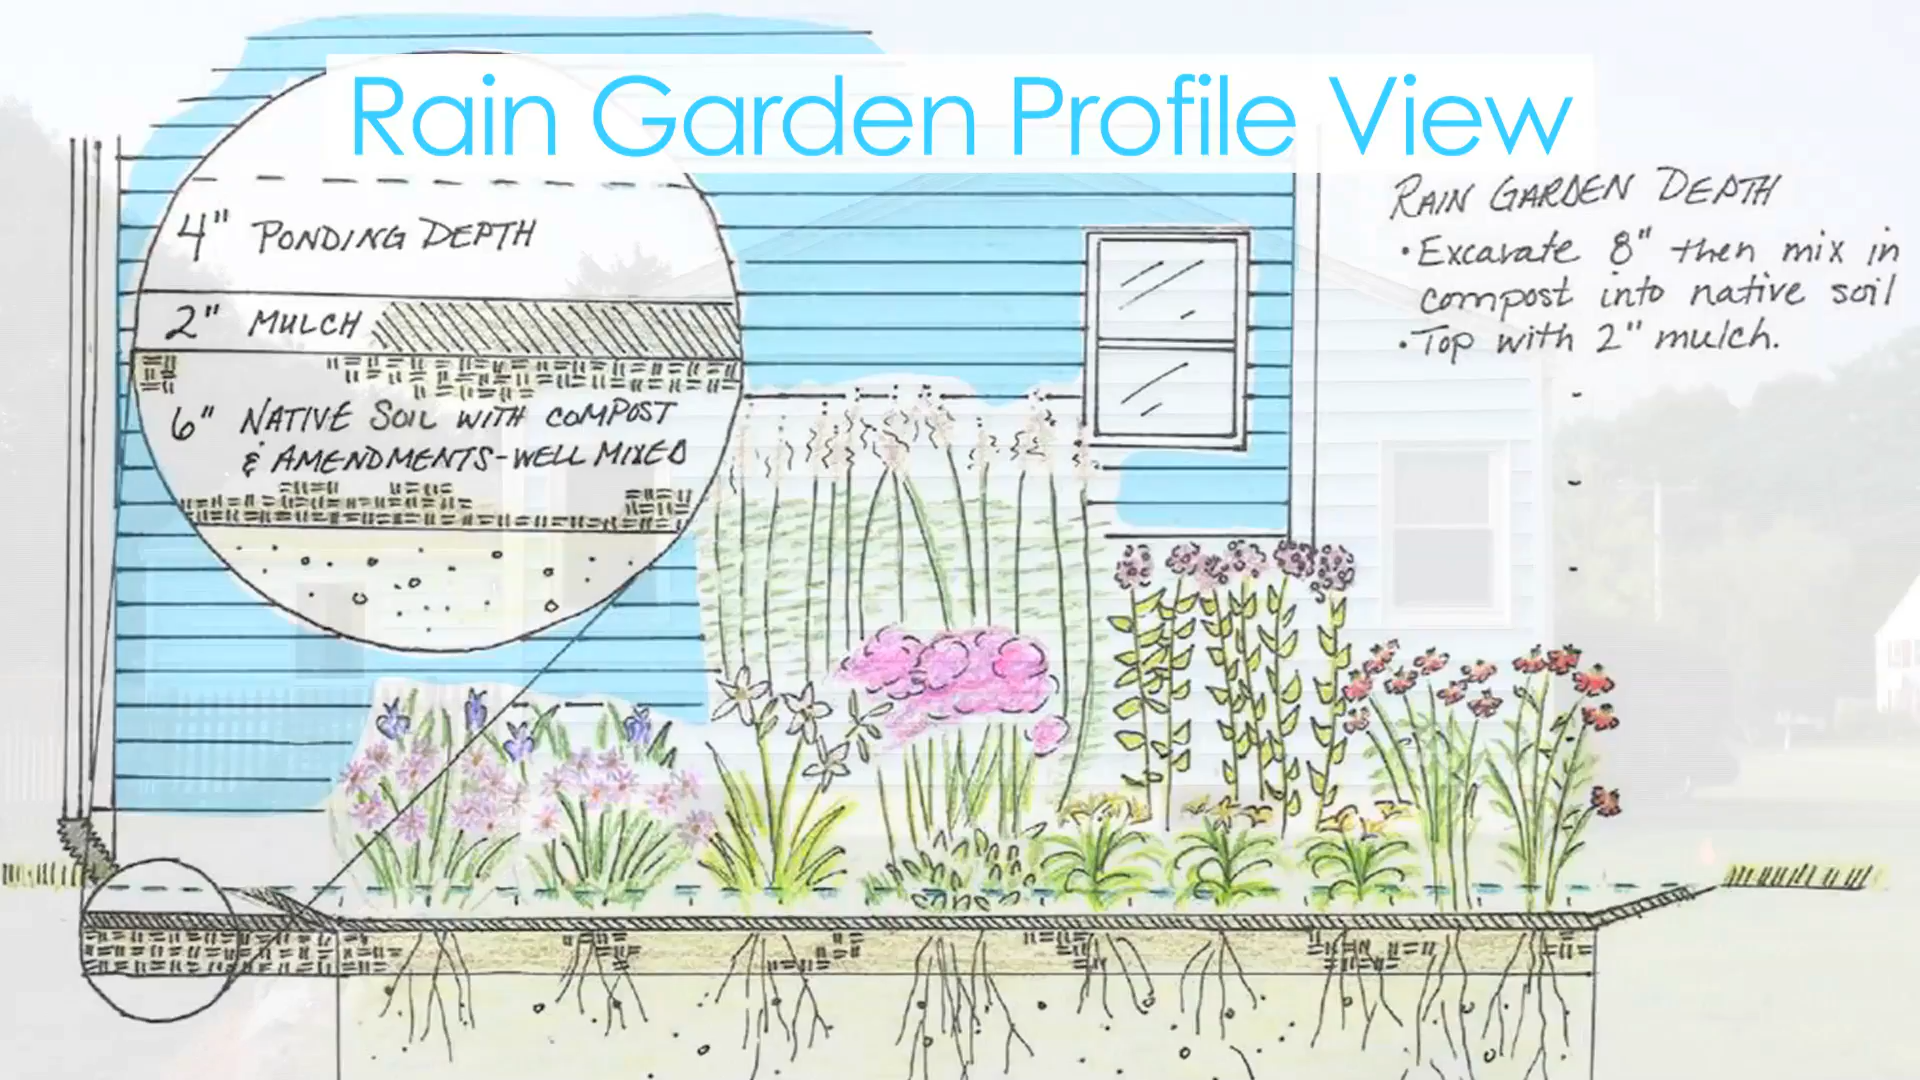 Rain Garden Profile View
4" PONDING DEPTH
2" MULCH
6" NATIVE SOIL WITH COMPOST
& AMENDMENTS-WELL MIXED
RAIN GARDEN DEPTH
• Excavate 8" then mix in
compost into native soil
• Top with 2" mulch.